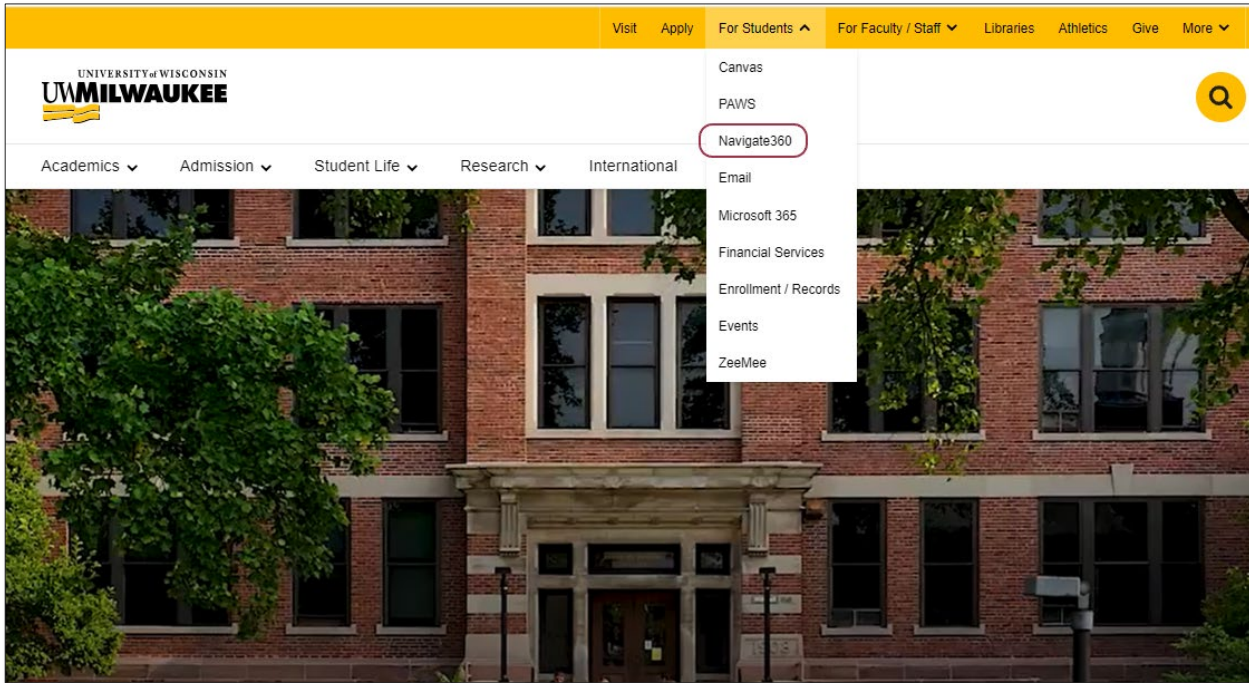 Visit Apply For Students For Faculty / Staff Libraries Athletics Give More
UNIVERSITY of WISCONSIN
UWMILWAUKEE
Canvas
PAWS
Navigate360
Email
Microsoft 365
Financial Services
Enrollment / Records
Events
ZeeMee
Academics Admission Student Life Research International
1909